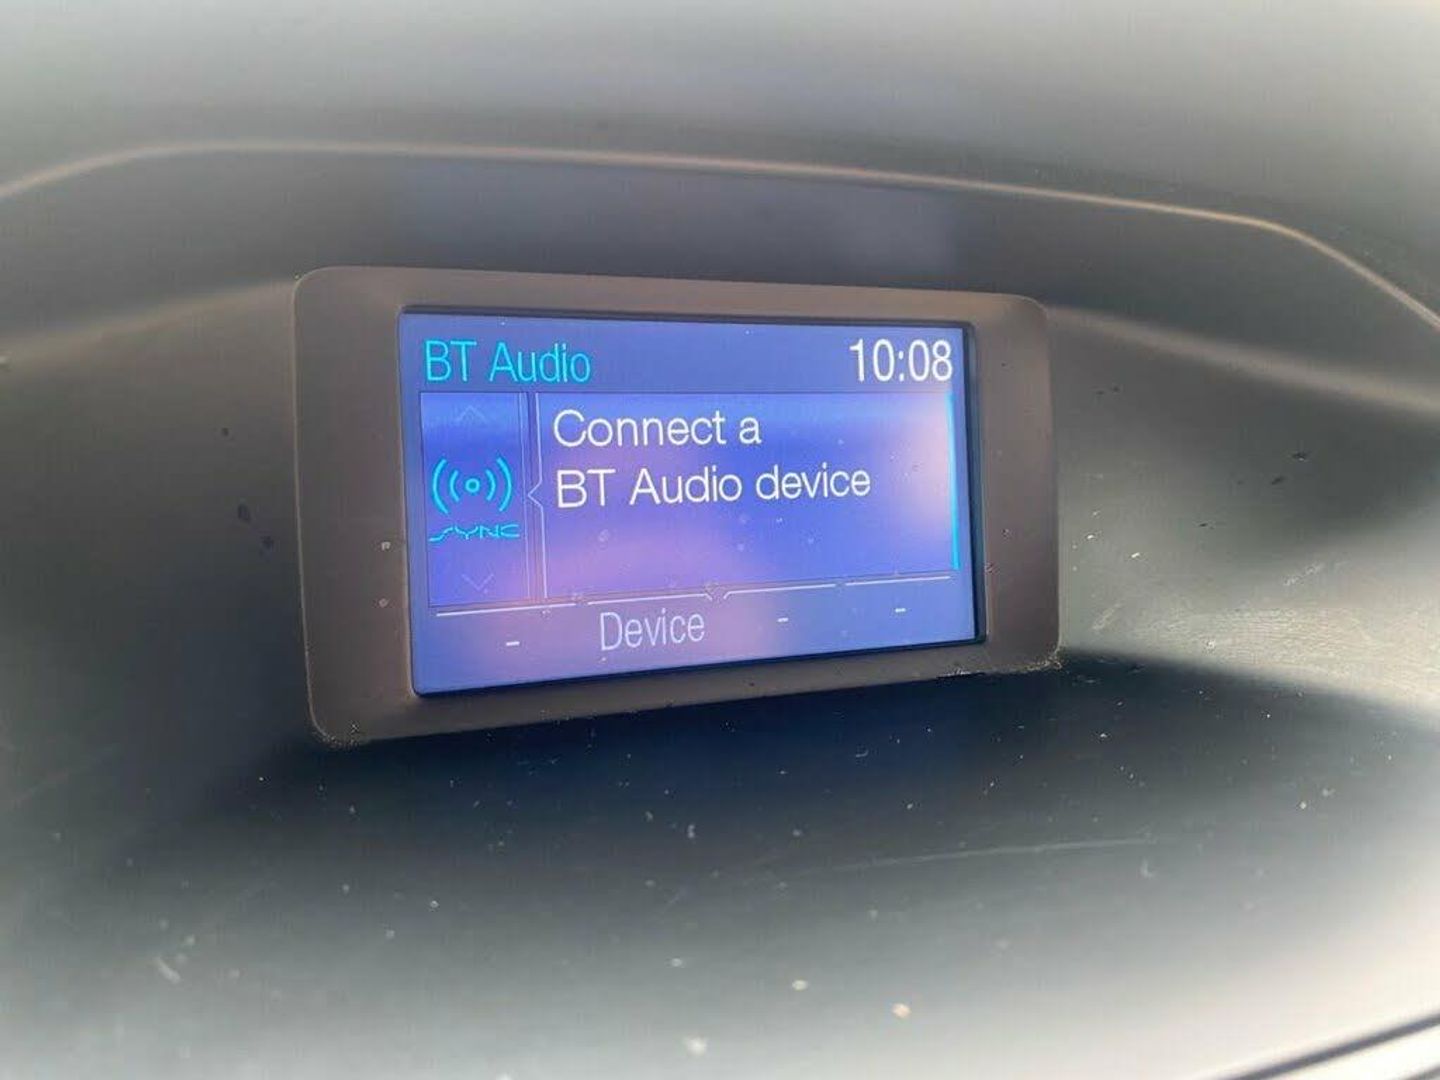 BT Audio 10:08
Connect a
BT Audio device
SYNC
- Device - -